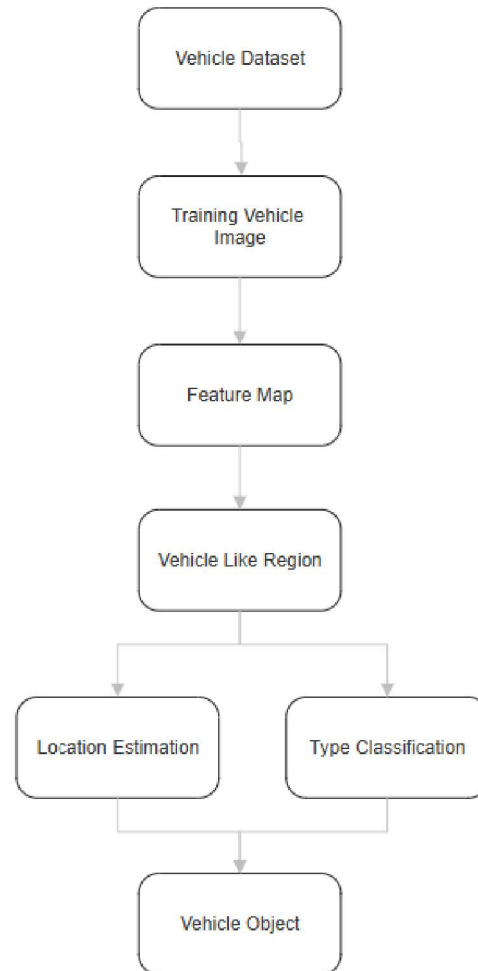 Vehicle Dataset
Training Vehicle
Image
Feature Map
Vehicle Like Region
Location Estimation
Type Classification
Vehicle Object